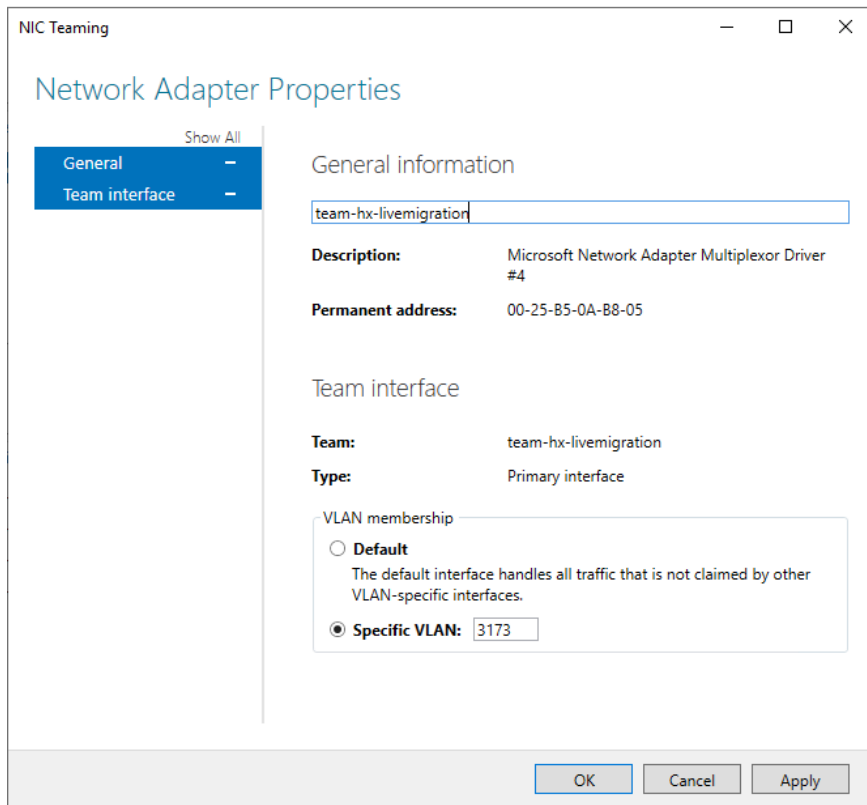 NIC Teaming
Network Adapter Properties
Show All
General
Team interface
General information
team-hx-livemigration
Description: Microsoft Network Adapter Multiplexor Driver
#4
Permanent address: 00-25-B5-0A-B8-05
Team interface
Team: team-hx-livemigration
Type: Primary interface
VLAN membership
Default
The default interface handles all traffic that is not claimed by other
VLAN-specific interfaces.
Specific VLAN: 3173
OK Cancel Apply